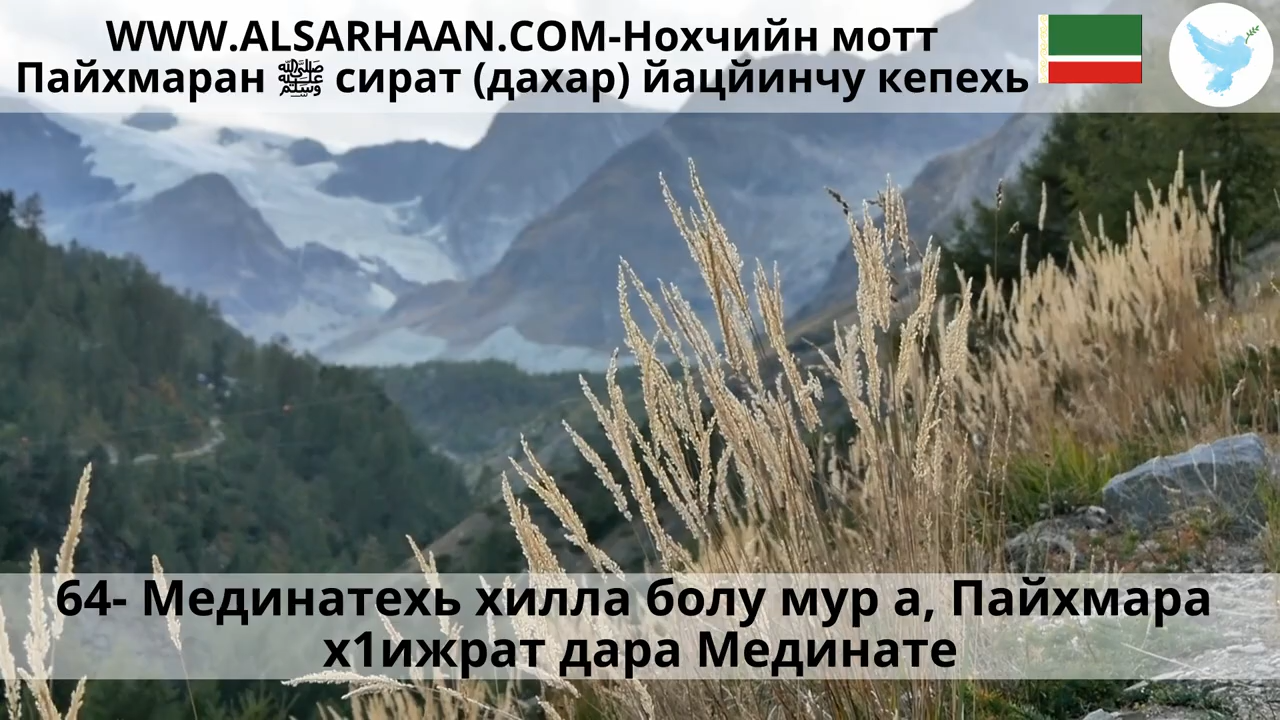 WWW.ALSARHAAN.COM-Нохчийн мотт
Пайхмаран ﷺ сират (дахар) йацйинчу кепехь
64- Мединатехь хилла болу мур а, Пайхмара
х1ижрат дара Мединате